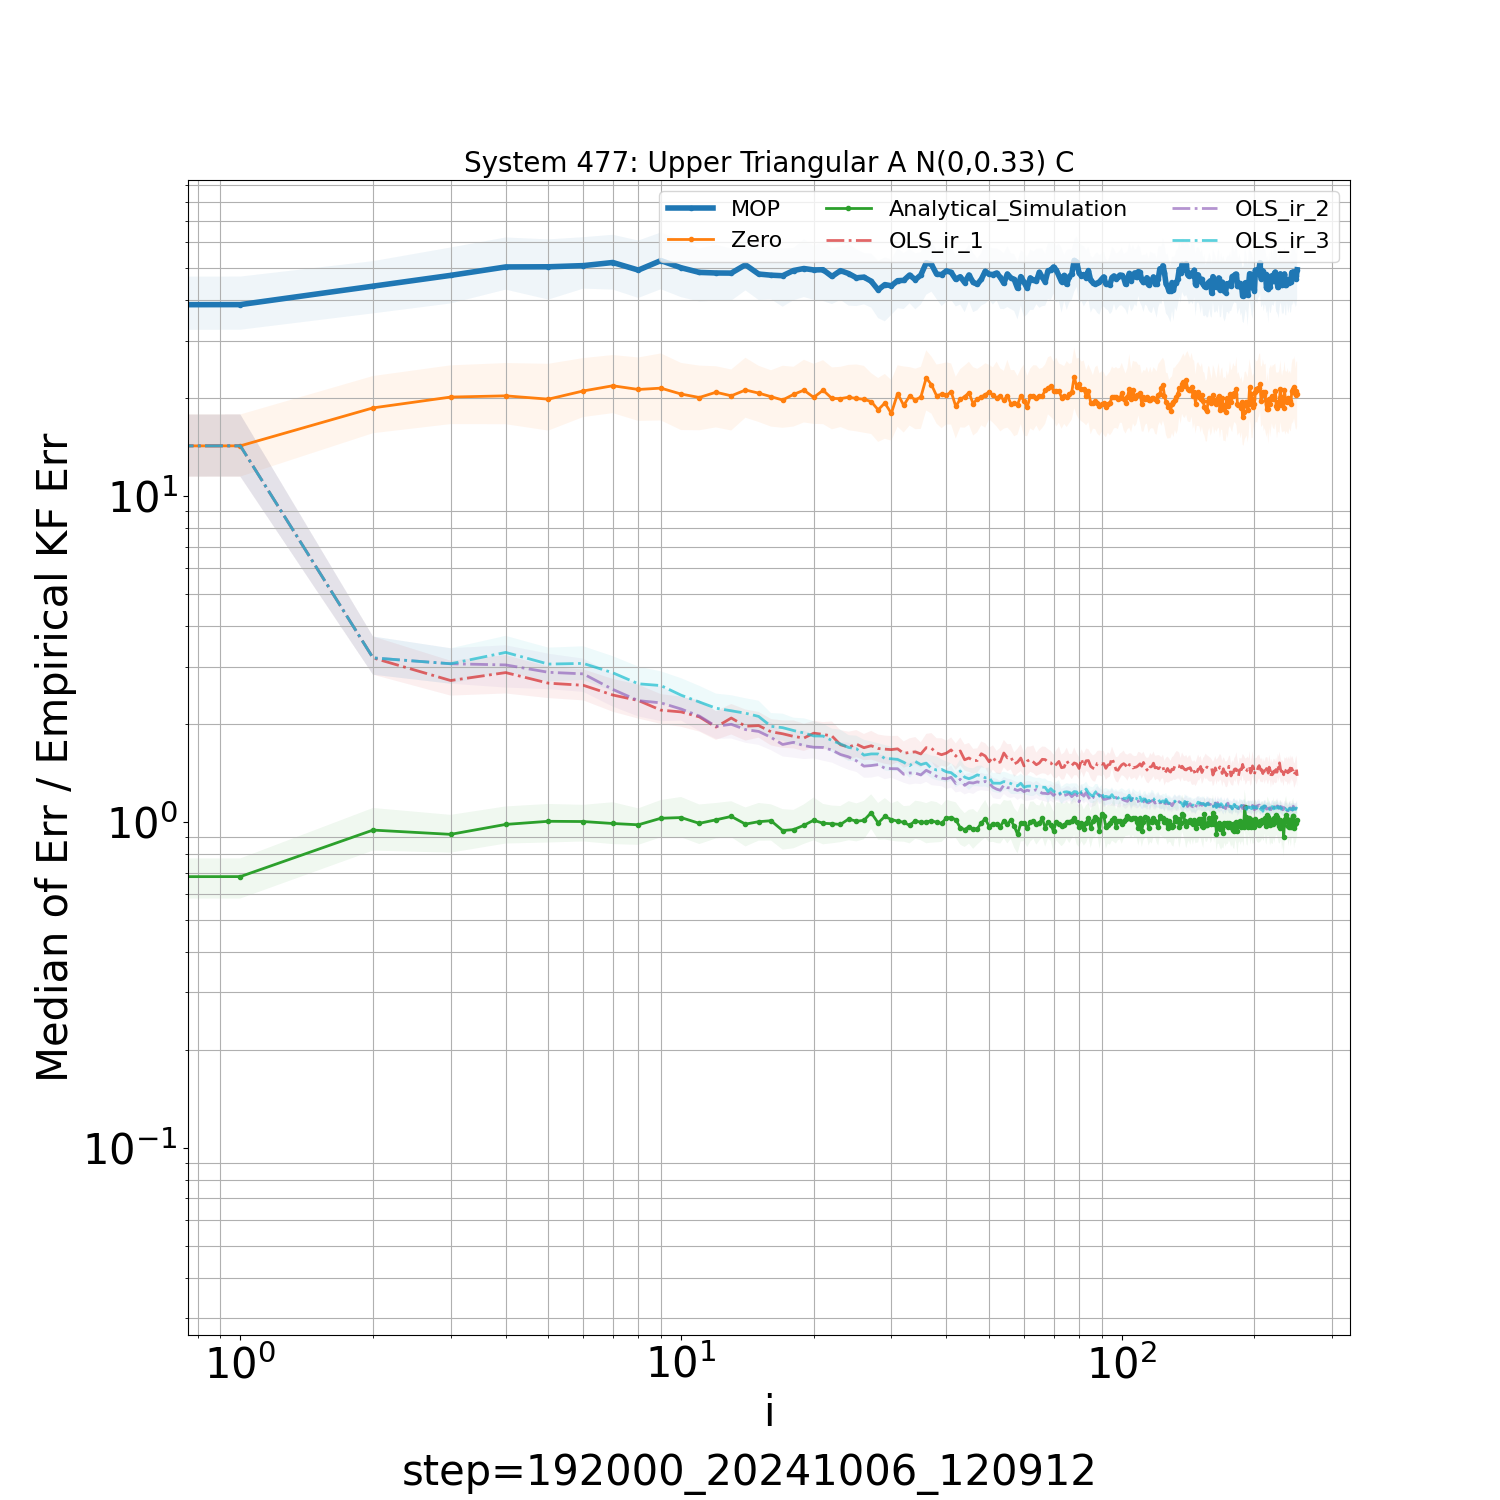 System 477: Upper Triangular A N(0,0.33) C
MOP
Zero
Analytical_Simulation
OLS_ir_1
OLS_ir_2
OLS_ir_3
Median of Err / Empirical KF Err
10¹
10⁰
10⁻¹
10⁰
10¹
10²
i
step=192000_20241006_120912